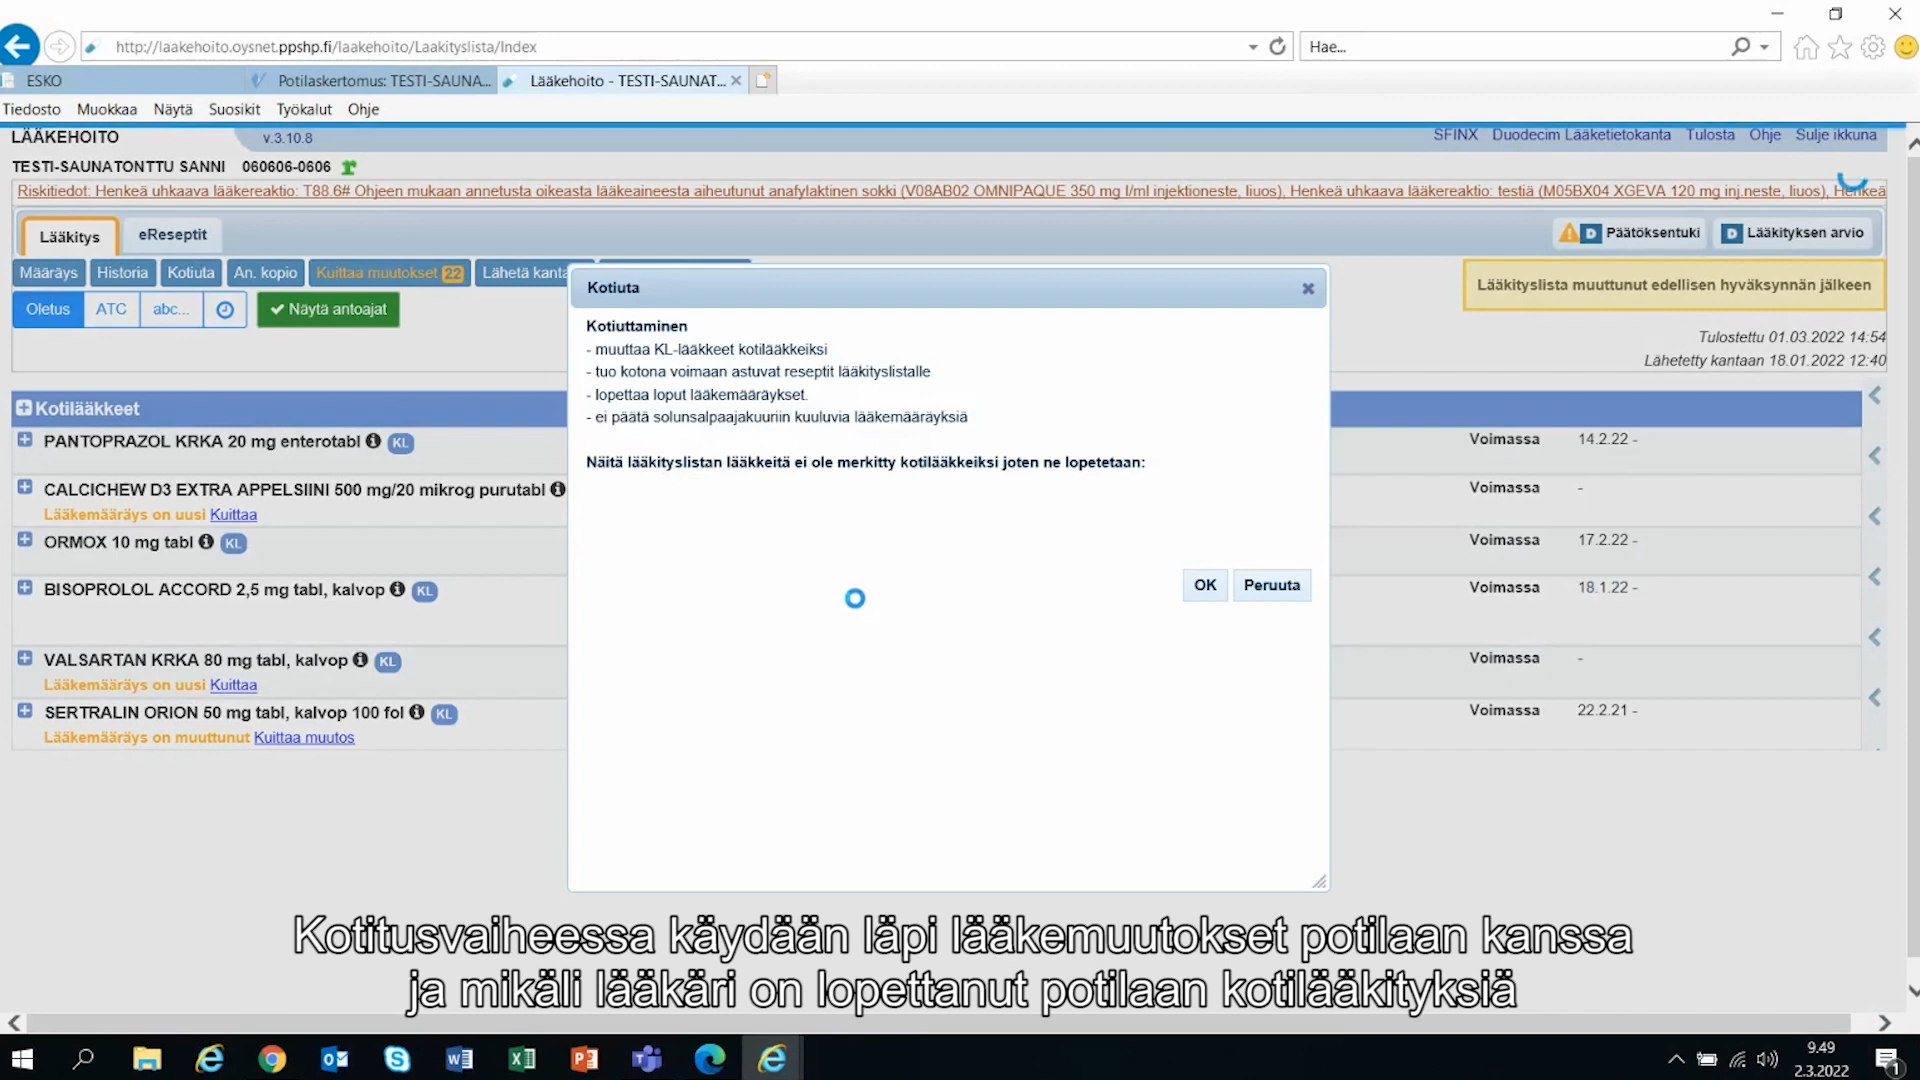 http://laakehoito.oysnet.ppshp.fi/laakehoito/Laakityslista/Index
Hae...
ESKO
Potilaskertomus: TESTI-SAUNA...
Lääkehoito - TESTI-SAUNAT...
Tiedosto Muokkaa Näytä Suosikit Työkalut Ohje
LÄÄKEHOITO v.3.10.8
SFINX Duodecim Lääketietokanta Tulosta Ohje Sulje ikkuna
TESTI-SAUNATONTTU SANNI 060606-0606
Riskitiedot: Henkeä uhkaava lääkereaktio: T88.6# Ohjeen mukaan annetusta oikeasta lääkeaineesta aiheutunut anafylaktinen sokki (V08AB02 OMNIPAQUE 350 mg I/ml injektioneste, liuos), Henkeä uhkaava lääkereaktio: testiä (M05BX04 XGEVA 120 mg inj.neste, liuos), Henkeä
Lääkitys eReseptit
D Päätöksentuki D Lääkityksen arvio
Määräys Historia Kotiuta An. kopio Kuittaa muutokset 22 Lähetä kanta
Lääkityslista muuttunut edellisen hyväksynnän jälkeen
Oletus ATC abc... Näytä antoajat
Tulostettu 01.03.2022 14:54
Lähetetty kantaan 18.01.2022 12:40
Kotiuta
Kotiuttaminen
- muuttaa KL-lääkkeet kotilääkkeiksi
- tuo kotona voimaan astuvat reseptit lääkityslistalle
- lopettaa loput lääkemääräykset.
- ei päätä solunsalpaajakuuriin kuuluvia lääkemääräyksiä
Näitä lääkityslistan lääkkeitä ei ole merkitty kotilääkkeiksi joten ne lopetetaan:
OK Peruuta
Kotilääkkeet
PANTOPRAZOL KRKA 20 mg enterotabl KL Voimassa 14.2.22 -
CALCICHEW D3 EXTRA APPELSIINI 500 mg/20 mikrog purutabl Voimassa -
Lääkemääräys on uusi Kuittaa
ORMOX 10 mg tabl KL Voimassa 17.2.22 -
BISOPROLOL ACCORD 2,5 mg tabl, kalvop KL Voimassa 18.1.22 -
VALSARTAN KRKA 80 mg tabl, kalvop KL Voimassa -
Lääkemääräys on uusi Kuittaa
SERTRALIN ORION 50 mg tabl, kalvop 100 fol KL Voimassa 22.2.21 -
Lääkemääräys on muuttunut Kuittaa muutos
Kotitusvaiheessa käydään läpi lääkemuutokset potilaan kanssa
ja mikäli lääkäri on lopettanut potilaan kotilääkityksiä
9.49
2.3.2022
1